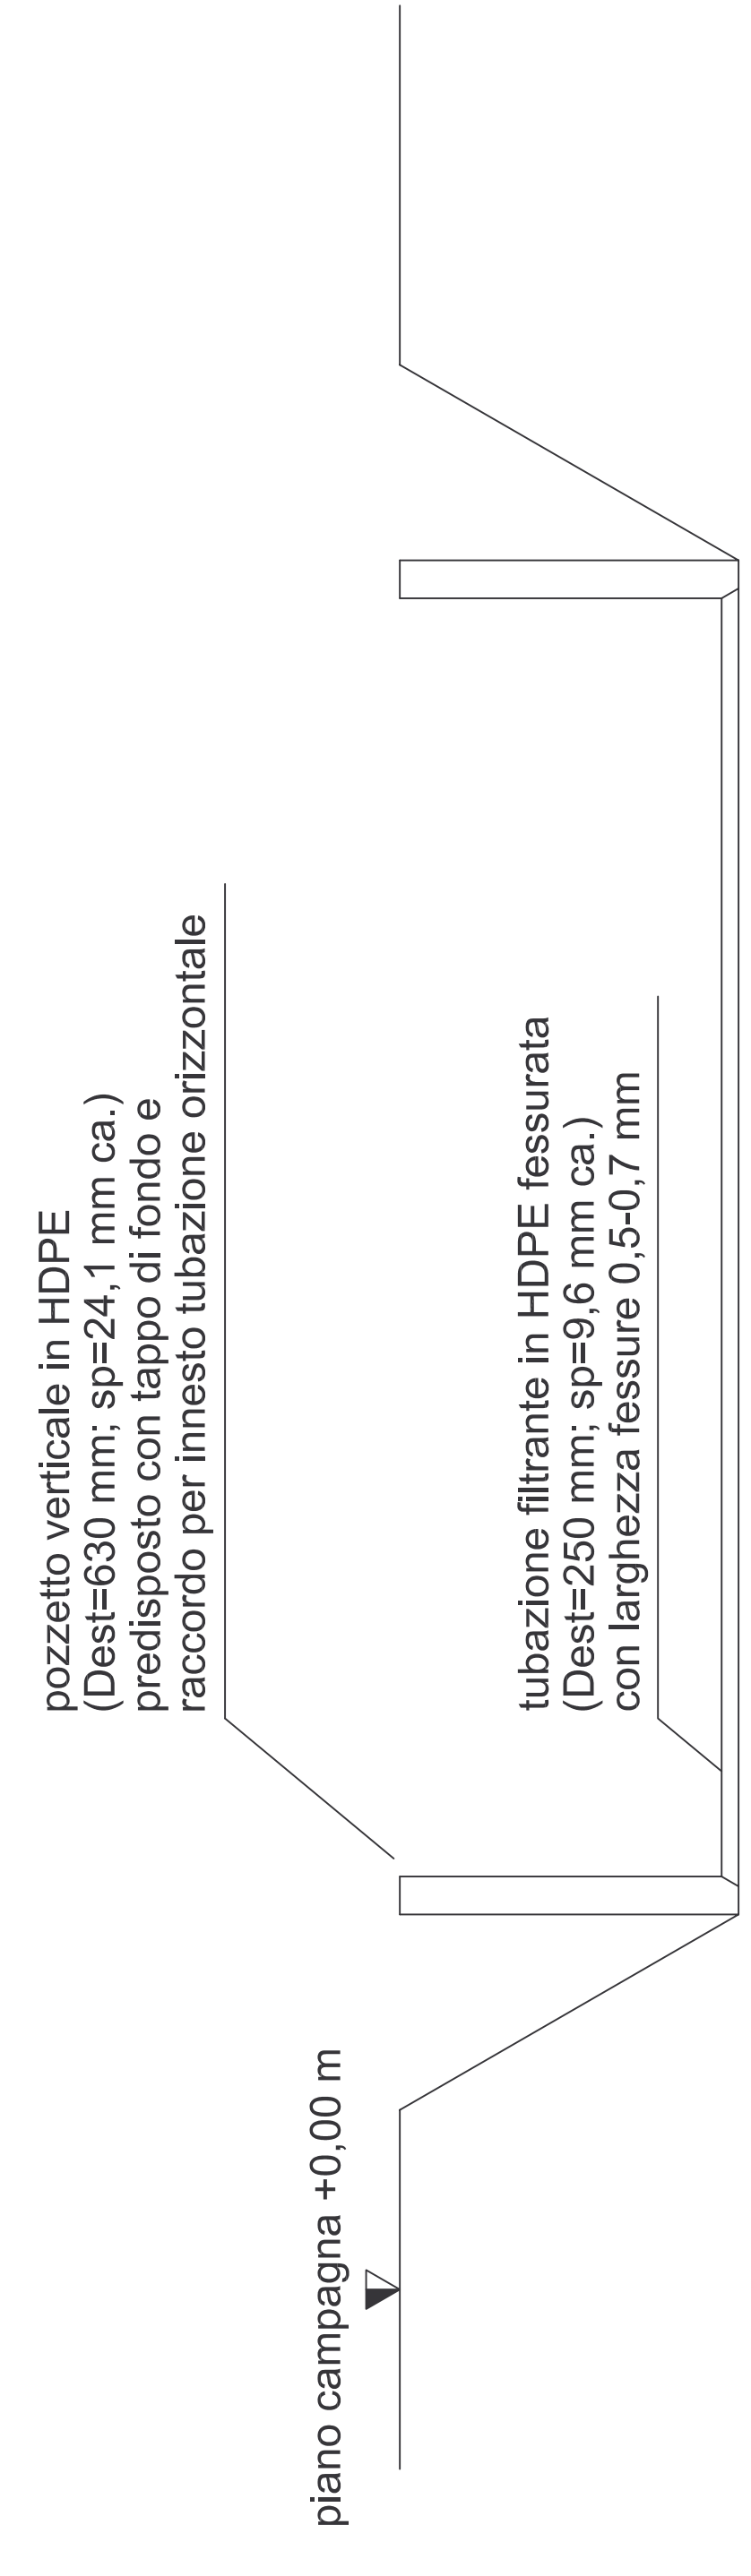 pozzetto verticale in HDPE
(Dest=630 mm; sp=24,1 mm ca.)
predisposto con tappo di fondo e
raccordo per innesto tubazione orizzontale
piano campagna +0,00 m
tubazione filtrante in HDPE fessurata
(Dest=250 mm; sp=9,6 mm ca.)
con larghezza fessure 0,5-0,7 mm